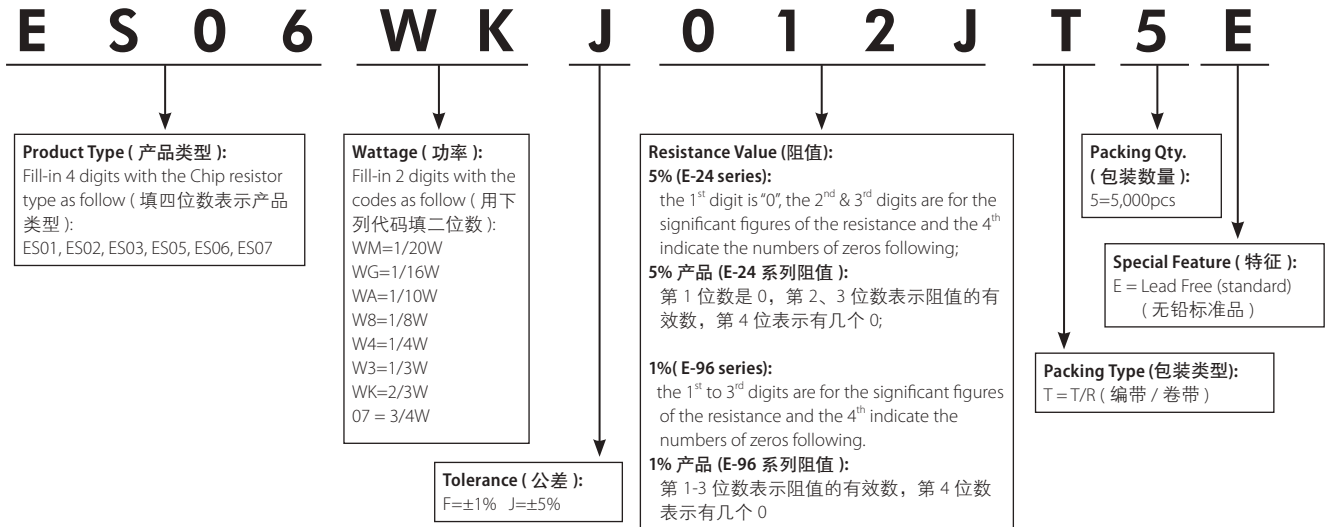 E S 0 6 W K J 0 1 2 J T 5 E
Product Type ( 产品类型 ):
Fill-in 4 digits with the Chip resistor
type as follow ( 填四位数表示产品
类型 ):
ES01, ES02, ES03, ES05, ES06, ES07
Wattage ( 功率 ):
Fill-in 2 digits with the
codes as follow ( 用下
列代码填二位数 ):
WM=1/20W
WG=1/16W
WA=1/10W
W8=1/8W
W4=1/4W
W3=1/3W
WK=2/3W
07 = 3/4W
Tolerance ( 公差 ):
F=±1% J=±5%
Resistance Value (阻值):
5% (E-24 series):
the 1st digit is "0", the 2nd & 3rd digits are for the
significant figures of the resistance and the 4th
indicate the numbers of zeros following;
5% 产品 (E-24 系列阻值 ):
第 1 位数是 0，第 2、3 位数表示阻值的有
效数，第 4 位表示有几个 0;
1%( E-96 series):
the 1st to 3rd digits are for the significant figures
of the resistance and the 4th indicate the
numbers of zeros following.
1% 产品 (E-96 系列阻值 ):
第 1-3 位数表示阻值的有效数，第 4 位数
表示有几个 0
Packing Qty.
( 包装数量 ):
5=5,000pcs
Special Feature ( 特征 ):
E = Lead Free (standard)
( 无铅标准品 )
Packing Type (包装类型):
T = T/R ( 编带 / 卷带 )